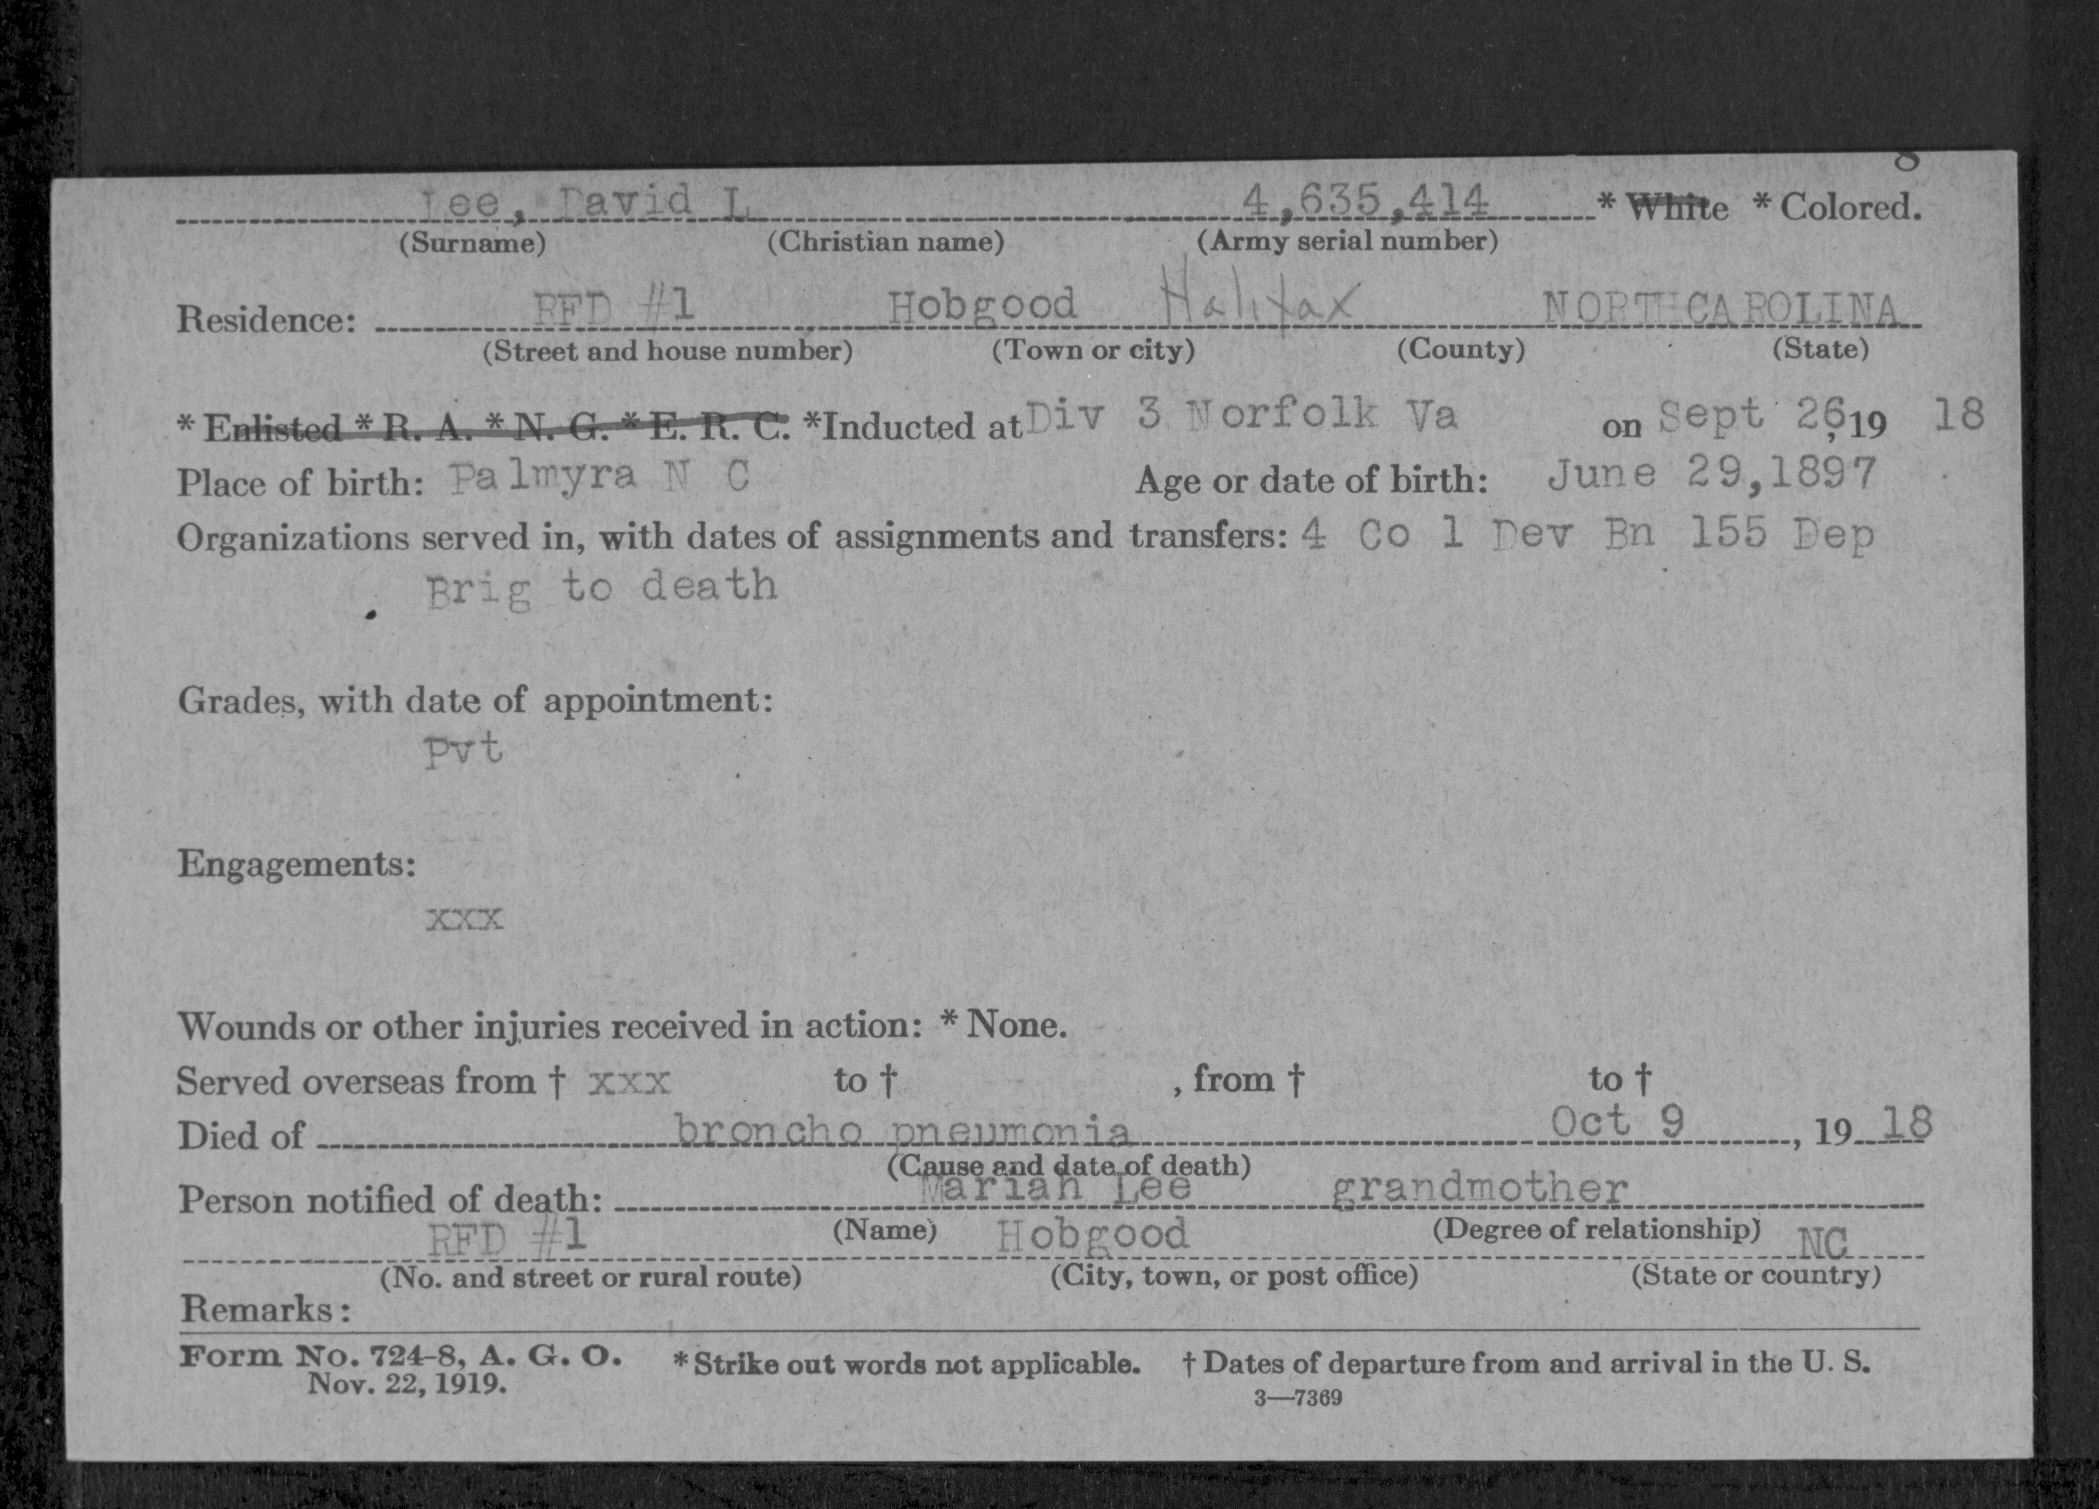 8
Lee, David L 4,635,414 * White * Colored.
(Surname) (Christian name) (Army serial number)
Residence: RFD #1 Hobgood Halifax NORTH CAROLINA
(Street and house number) (Town or city) (County) (State)
* Enlisted * R. A. * N. G. * E. R. C. *Inducted at Div 3 Norfolk Va on Sept 26, 19 18
Place of birth: Palmyra N C Age or date of birth: June 29, 1897
Organizations served in, with dates of assignments and transfers: 4 Co 1 Dev Bn 155 Dep
Brig to death
Grades, with date of appointment:
Pvt
Engagements:
xxx
Wounds or other injuries received in action: * None.
Served overseas from † xxx to † , from † to †
Died of broncho pneumonia Oct 9, 19 18
(Cause and date of death)
Person notified of death: Mariah Lee grandmother
(Name) (Degree of relationship)
RFD #1 Hobgood NC
(No. and street or rural route) (City, town, or post office) (State or country)
Remarks:
Form No. 724-8, A. G. O. * Strike out words not applicable. † Dates of departure from and arrival in the U. S.
Nov. 22, 1919. 3—7369